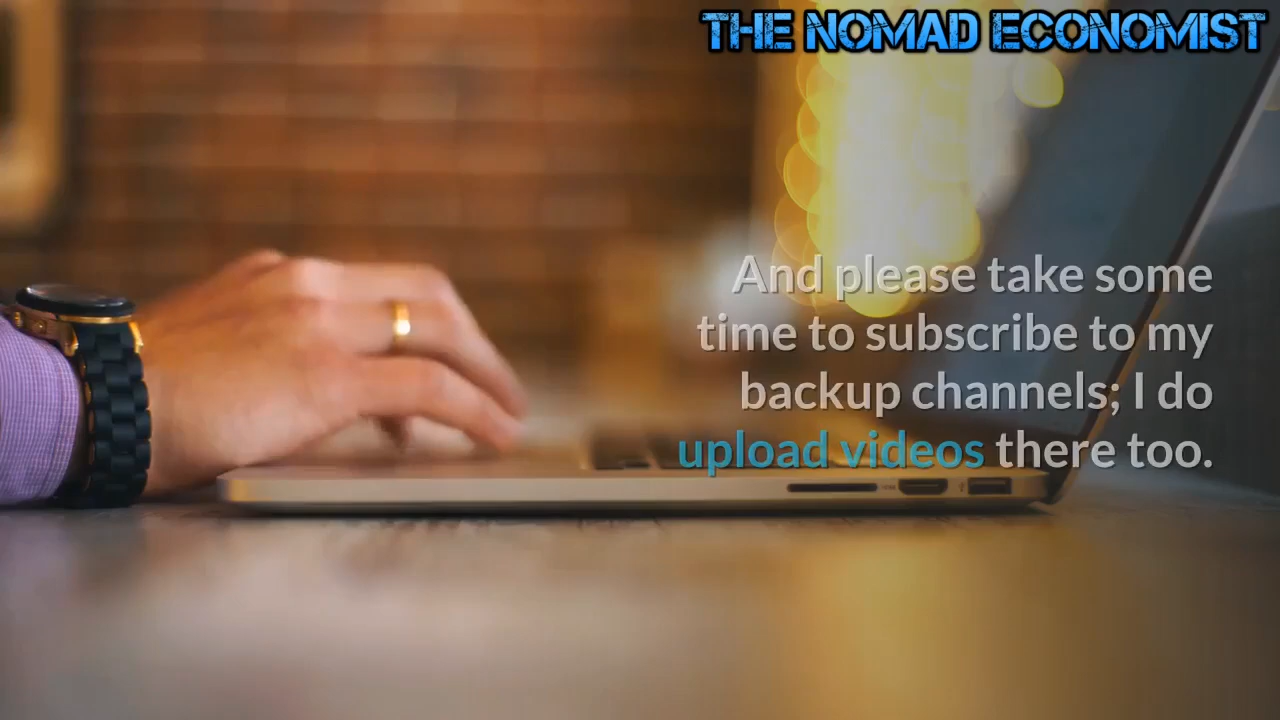 THE NOMAD ECONOMIST
And please take some
time to subscribe to my
backup channels; I do
upload videos there too.